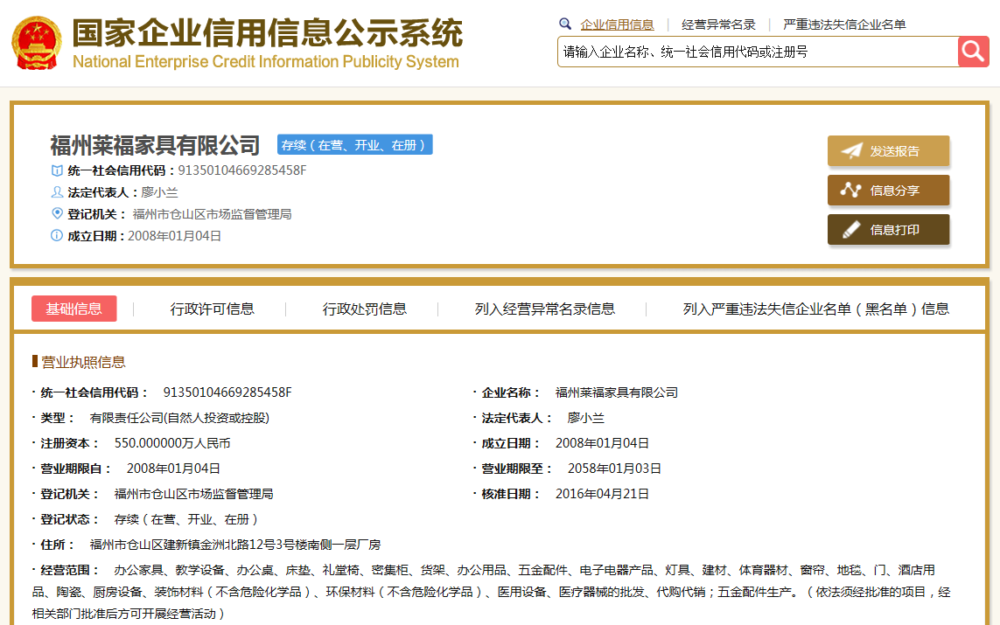 国家企业信用信息公示系统
National Enterprise Credit Information Publicity System
企业信用信息 | 经营异常名录 | 严重违法失信企业名单
请输入企业名称、统一社会信用代码或注册号
福州莱福家具有限公司 存续（在营、开业、在册）
统一社会信用代码：91350104669285458F
法定代表人：廖小兰
登记机关： 福州市仓山区市场监督管理局
成立日期：2008年01月04日
发送报告
信息分享
信息打印
基础信息 | 行政许可信息 | 行政处罚信息 | 列入经营异常名录信息 | 列入严重违法失信企业名单（黑名单）信息
营业执照信息
· 统一社会信用代码： 91350104669285458F
· 企业名称： 福州莱福家具有限公司
· 类型： 有限责任公司(自然人投资或控股)
· 法定代表人： 廖小兰
· 注册资本： 550.000000万人民币
· 成立日期： 2008年01月04日
· 营业期限自： 2008年01月04日
· 营业期限至： 2058年01月03日
· 登记机关： 福州市仓山区市场监督管理局
· 核准日期： 2016年04月21日
· 登记状态： 存续（在营、开业、在册）
· 住所： 福州市仓山区建新镇金洲北路12号3号楼南侧一层厂房
· 经营范围： 办公家具、教学设备、办公桌、床垫、礼堂椅、密集柜、货架、办公用品、五金配件、电子电器产品、灯具、建材、体育器材、窗帘、地毯、门、酒店用
品、陶瓷、厨房设备、装饰材料（不含危险化学品）、环保材料（不含危险化学品）、医用设备、医疗器械的批发、代购代销；五金配件生产。（依法须经批准的项目，经
相关部门批准后方可开展经营活动）